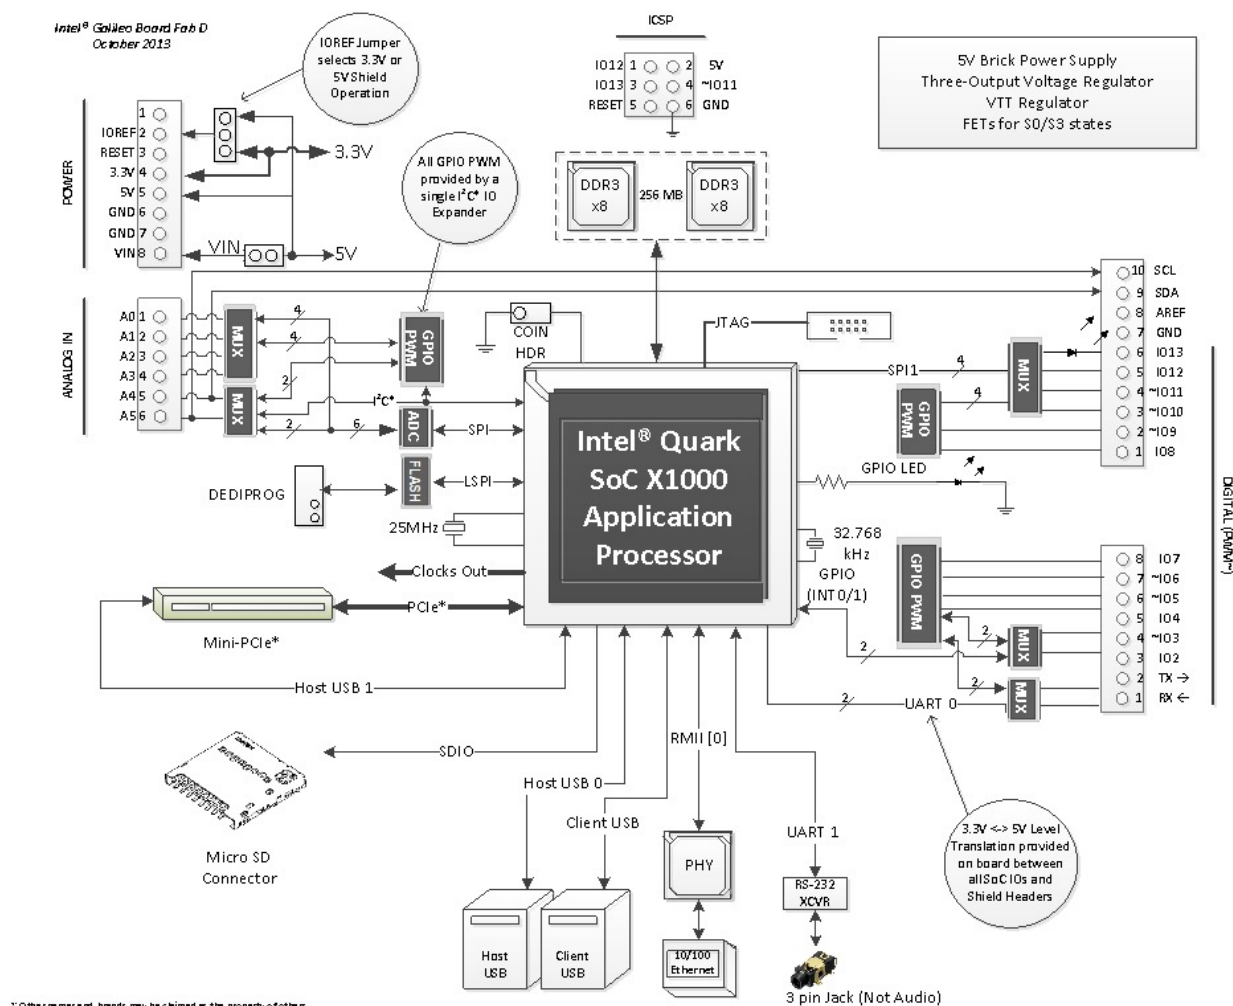 Intel® Galileo Board Fab D
October 2013
IOREF Jumper
selects 3.3V or
5V Shield
Operation
ICSP
IO12 1 2 5V
IO13 3 4 ~IO11
RESET 5 6 GND
5V Brick Power Supply
Three-Output Voltage Regulator
VTT Regulator
FETs for S0/S3 states
POWER
1
IOREF 2
RESET 3
3.3V 4
5V 5
GND 6
GND 7
VIN 8
3.3V
VIN
5V
All GPIO PWM
provided by a
single I²C* IO
Expander
DDR3
x8
256 MB
DDR3
x8
ANALOG IN
A0 1
A1 2
A2 3
A3 4
A4 5
A5 6
MUX
MUX
4
4
2
2
6
I²C*
GPIO
PWM
ADC
SPI
FLASH
LSPI
DEDIPROG
25MHz
COIN
HDR
JTAG
Intel® Quark
SoC X1000
Application
Processor
SPI1
4
4
MUX
GPIO
PWM
10 SCL
9 SDA
8 AREF
7 GND
6 IO13
5 IO12
4 ~IO11
3 ~IO10
2 ~IO9
1 IO8
GPIO LED
DIGITAL (PWM~)
32.768
kHz
GPIO
(INT0/1)
GPIO PWM
2
2
2
MUX
MUX
8 IO7
7 ~IO6
6 ~IO5
5 IO4
4 ~IO3
3 IO2
2 TX →
1 RX ←
2
UART 0
Clocks Out
PCIe*
Mini-PCIe*
Host USB 1
SDIO
Micro SD
Connector
Host USB 0
Client USB
RMII [0]
UART 1
PHY
RS-232
XCVR
3.3V <-> 5V Level
Translation provided
on board between
all SoC IOs and
Shield Headers
Host
USB
Client
USB
10/100
Ethernet
3 pin Jack (Not Audio)